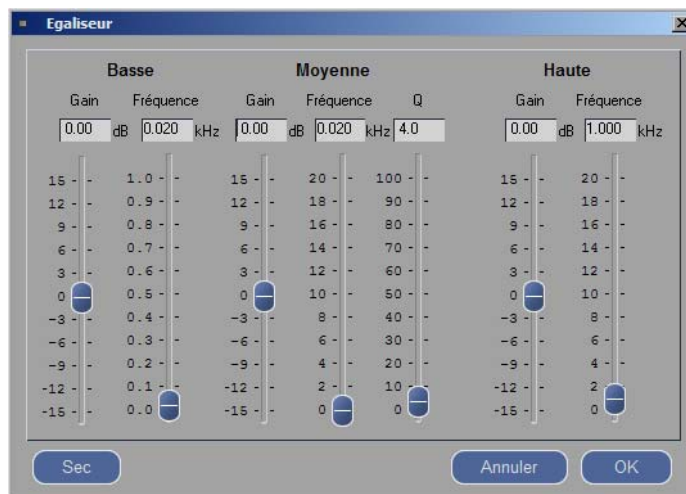 Egaliseur
Basse Moyenne Haute
Gain Fréquence Gain Fréquence Q Gain Fréquence
0.00 dB 0.020 kHz 0.00 dB 0.020 kHz 4.0 0.00 dB 1.000 kHz
15 1.0 15 20 100 15 20
12 0.9 12 18 90 12 18
9 0.8 9 16 80 9 16
6 0.7 6 14 70 6 14
3 0.6 3 12 60 3 12
0 0.5 0 10 50 0 10
-3 0.4 -3 8 40 -3 8
-6 0.3 -6 6 30 -6 6
-9 0.2 -9 4 20 -9 4
-12 0.1 -12 2 10 -12 2
-15 0.0 -15 0 0 -15 0
Sec Annuler OK